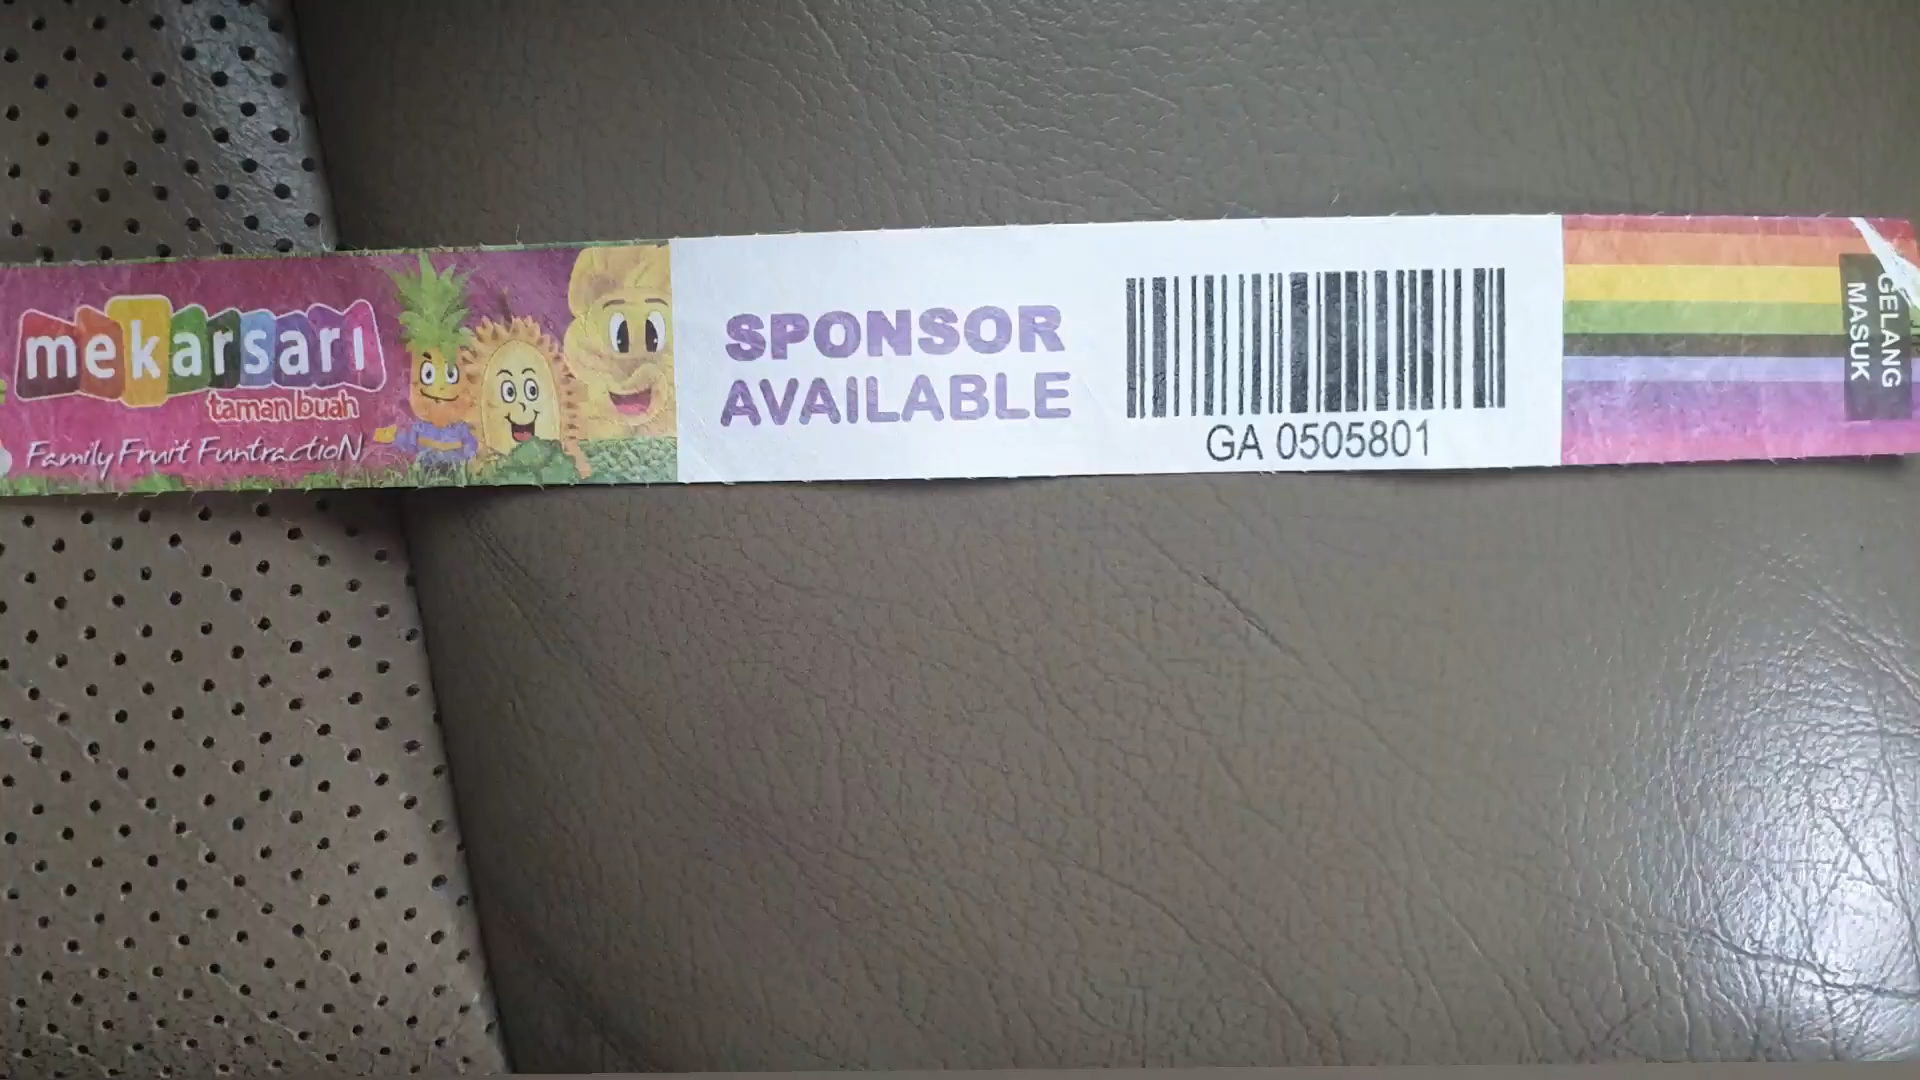 mekarsari
taman buah
Family Fruit FuntractioN
SPONSOR
AVAILABLE
GA 0505801
GELANG
MASUK